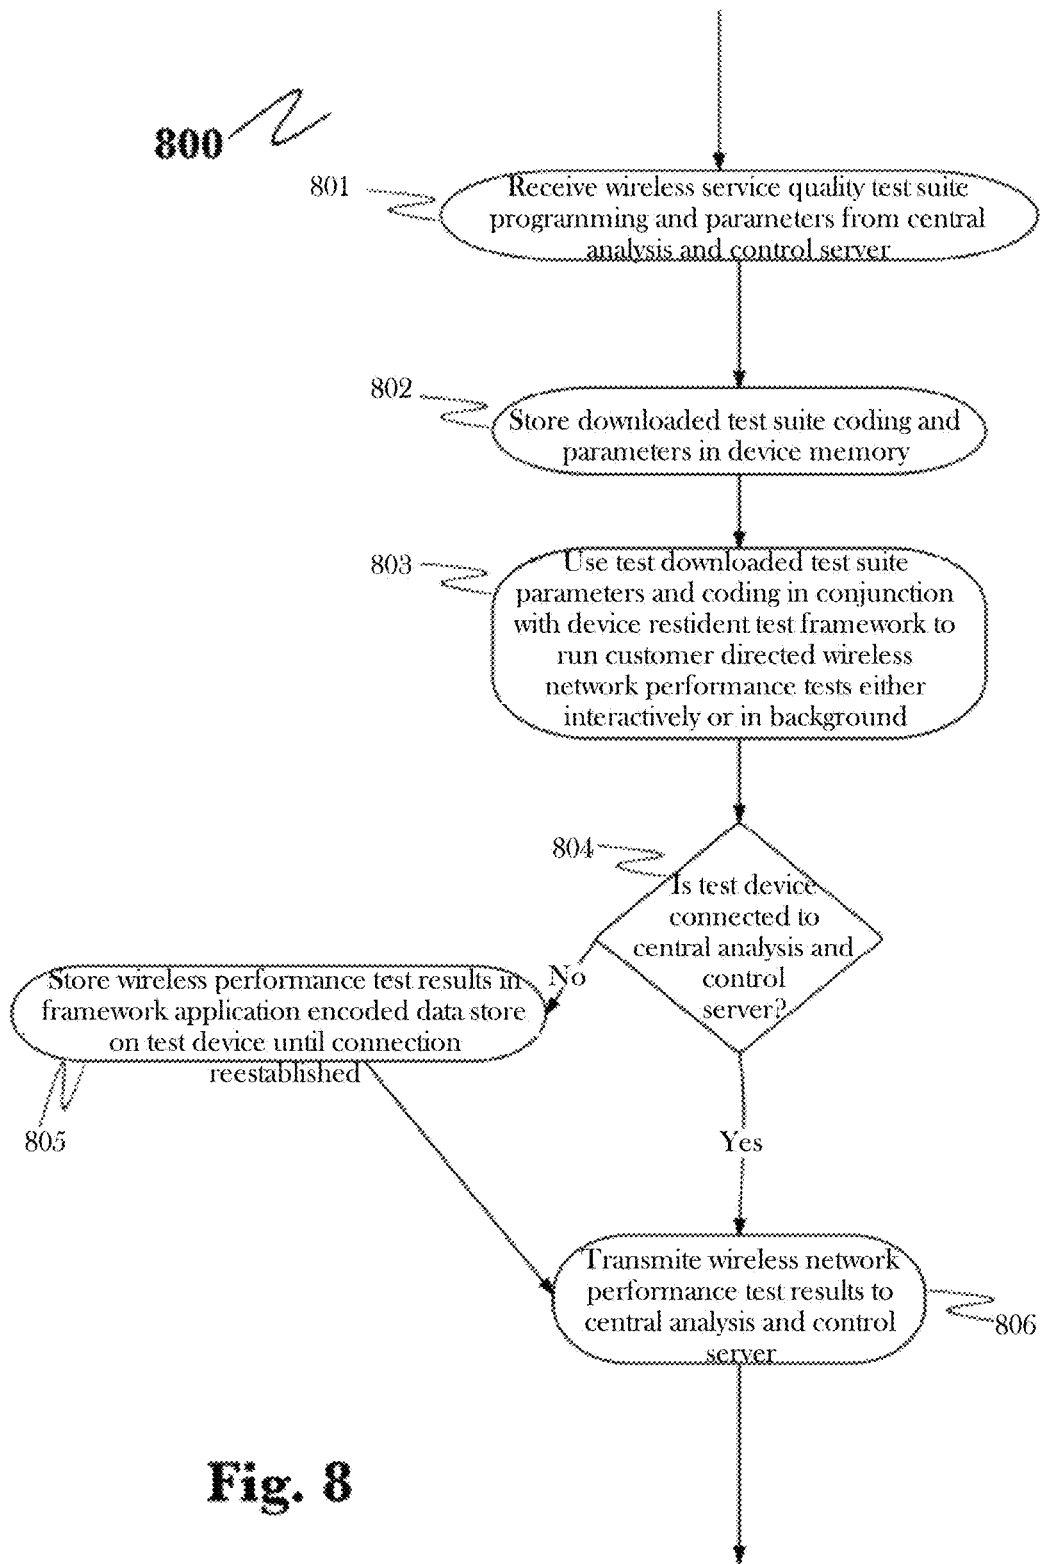 800
801
Receive wireless service quality test suite
programming and parameters from central
analysis and control server
802
Store downloaded test suite coding and
parameters in device memory
803
Use test downloaded test suite
parameters and coding in conjunction
with device restident test framework to
run customer directed wireless
network performance tests either
interactively or in background
804
Is test device
connected to
central analysis and
control
server?
No
Store wireless performance test results in
framework application encoded data store
on test device until connection
reestablished
805
Yes
Transmite wireless network
performance test results to
central analysis and control
server
806
Fig. 8